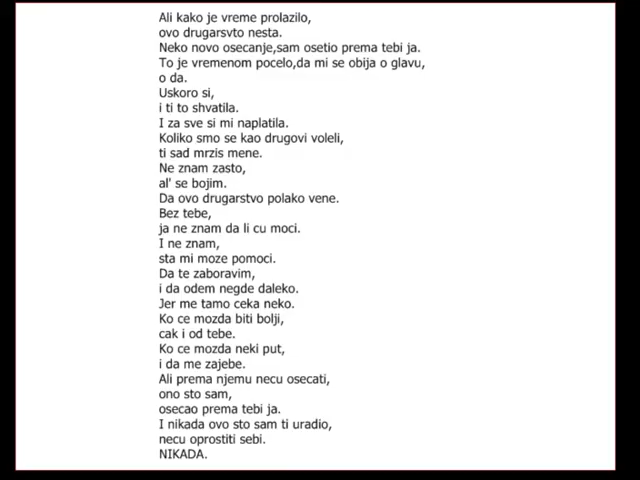 Ali kako je vreme prolazilo,
ovo drugarsvto nesta.
Neko novo osecanje,sam osetio prema tebi ja.
To je vremenom pocelo,da mi se obija o glavu,
o da.
Uskoro si,
i ti to shvatila.
I za sve si mi naplatila.
Koliko smo se kao drugovi voleli,
ti sad mrzis mene.
Ne znam zasto,
al' se bojim.
Da ovo drugarstvo polako vene.
Bez tebe,
ja ne znam da li cu moci.
I ne znam,
sta mi moze pomoci.
Da te zaboravim,
i da odem negde daleko.
Jer me tamo ceka neko.
Ko ce mozda biti bolji,
cak i od tebe.
Ko ce mozda neki put,
i da me zajebe.
Ali prema njemu necu osecati,
ono sto sam,
osecao prema tebi ja.
I nikada ovo sto sam ti uradio,
necu oprostiti sebi.
NIKADA.